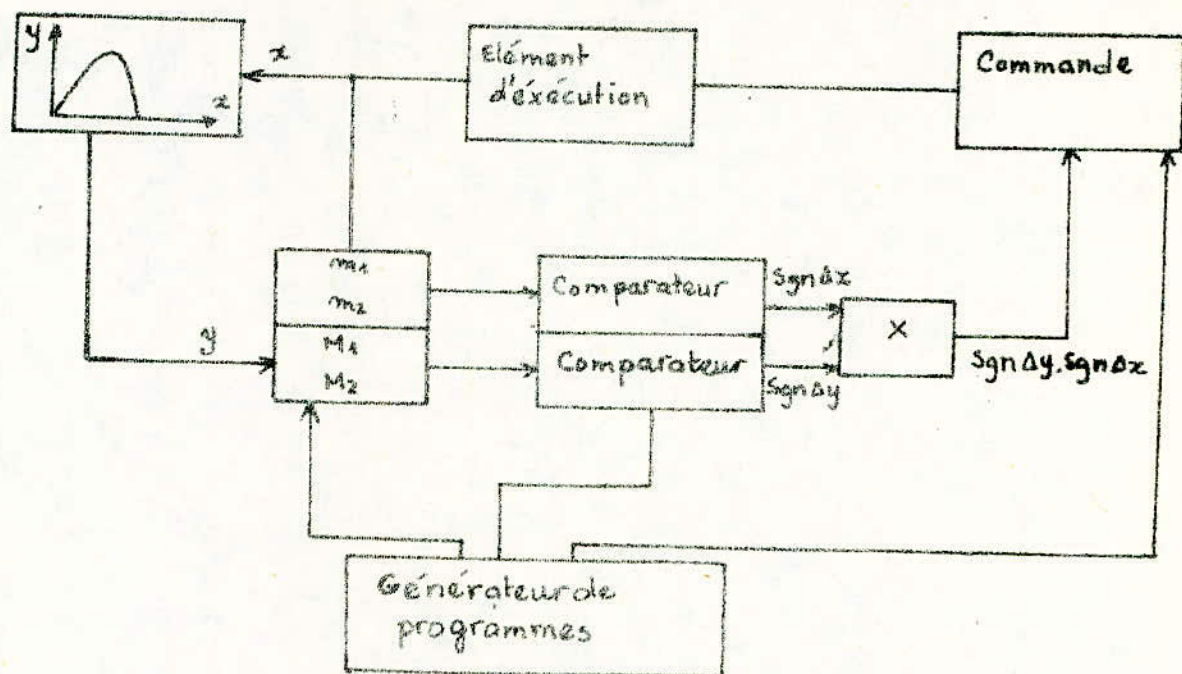 y
x
x
Elément
d'éxécution
Commande
m1
m2
M1
M2
y
Comparateur
Comparateur
Sgn Δx
Sgn Δy
X
Sgn Δy. Sgn Δx
Générateur de
programmes